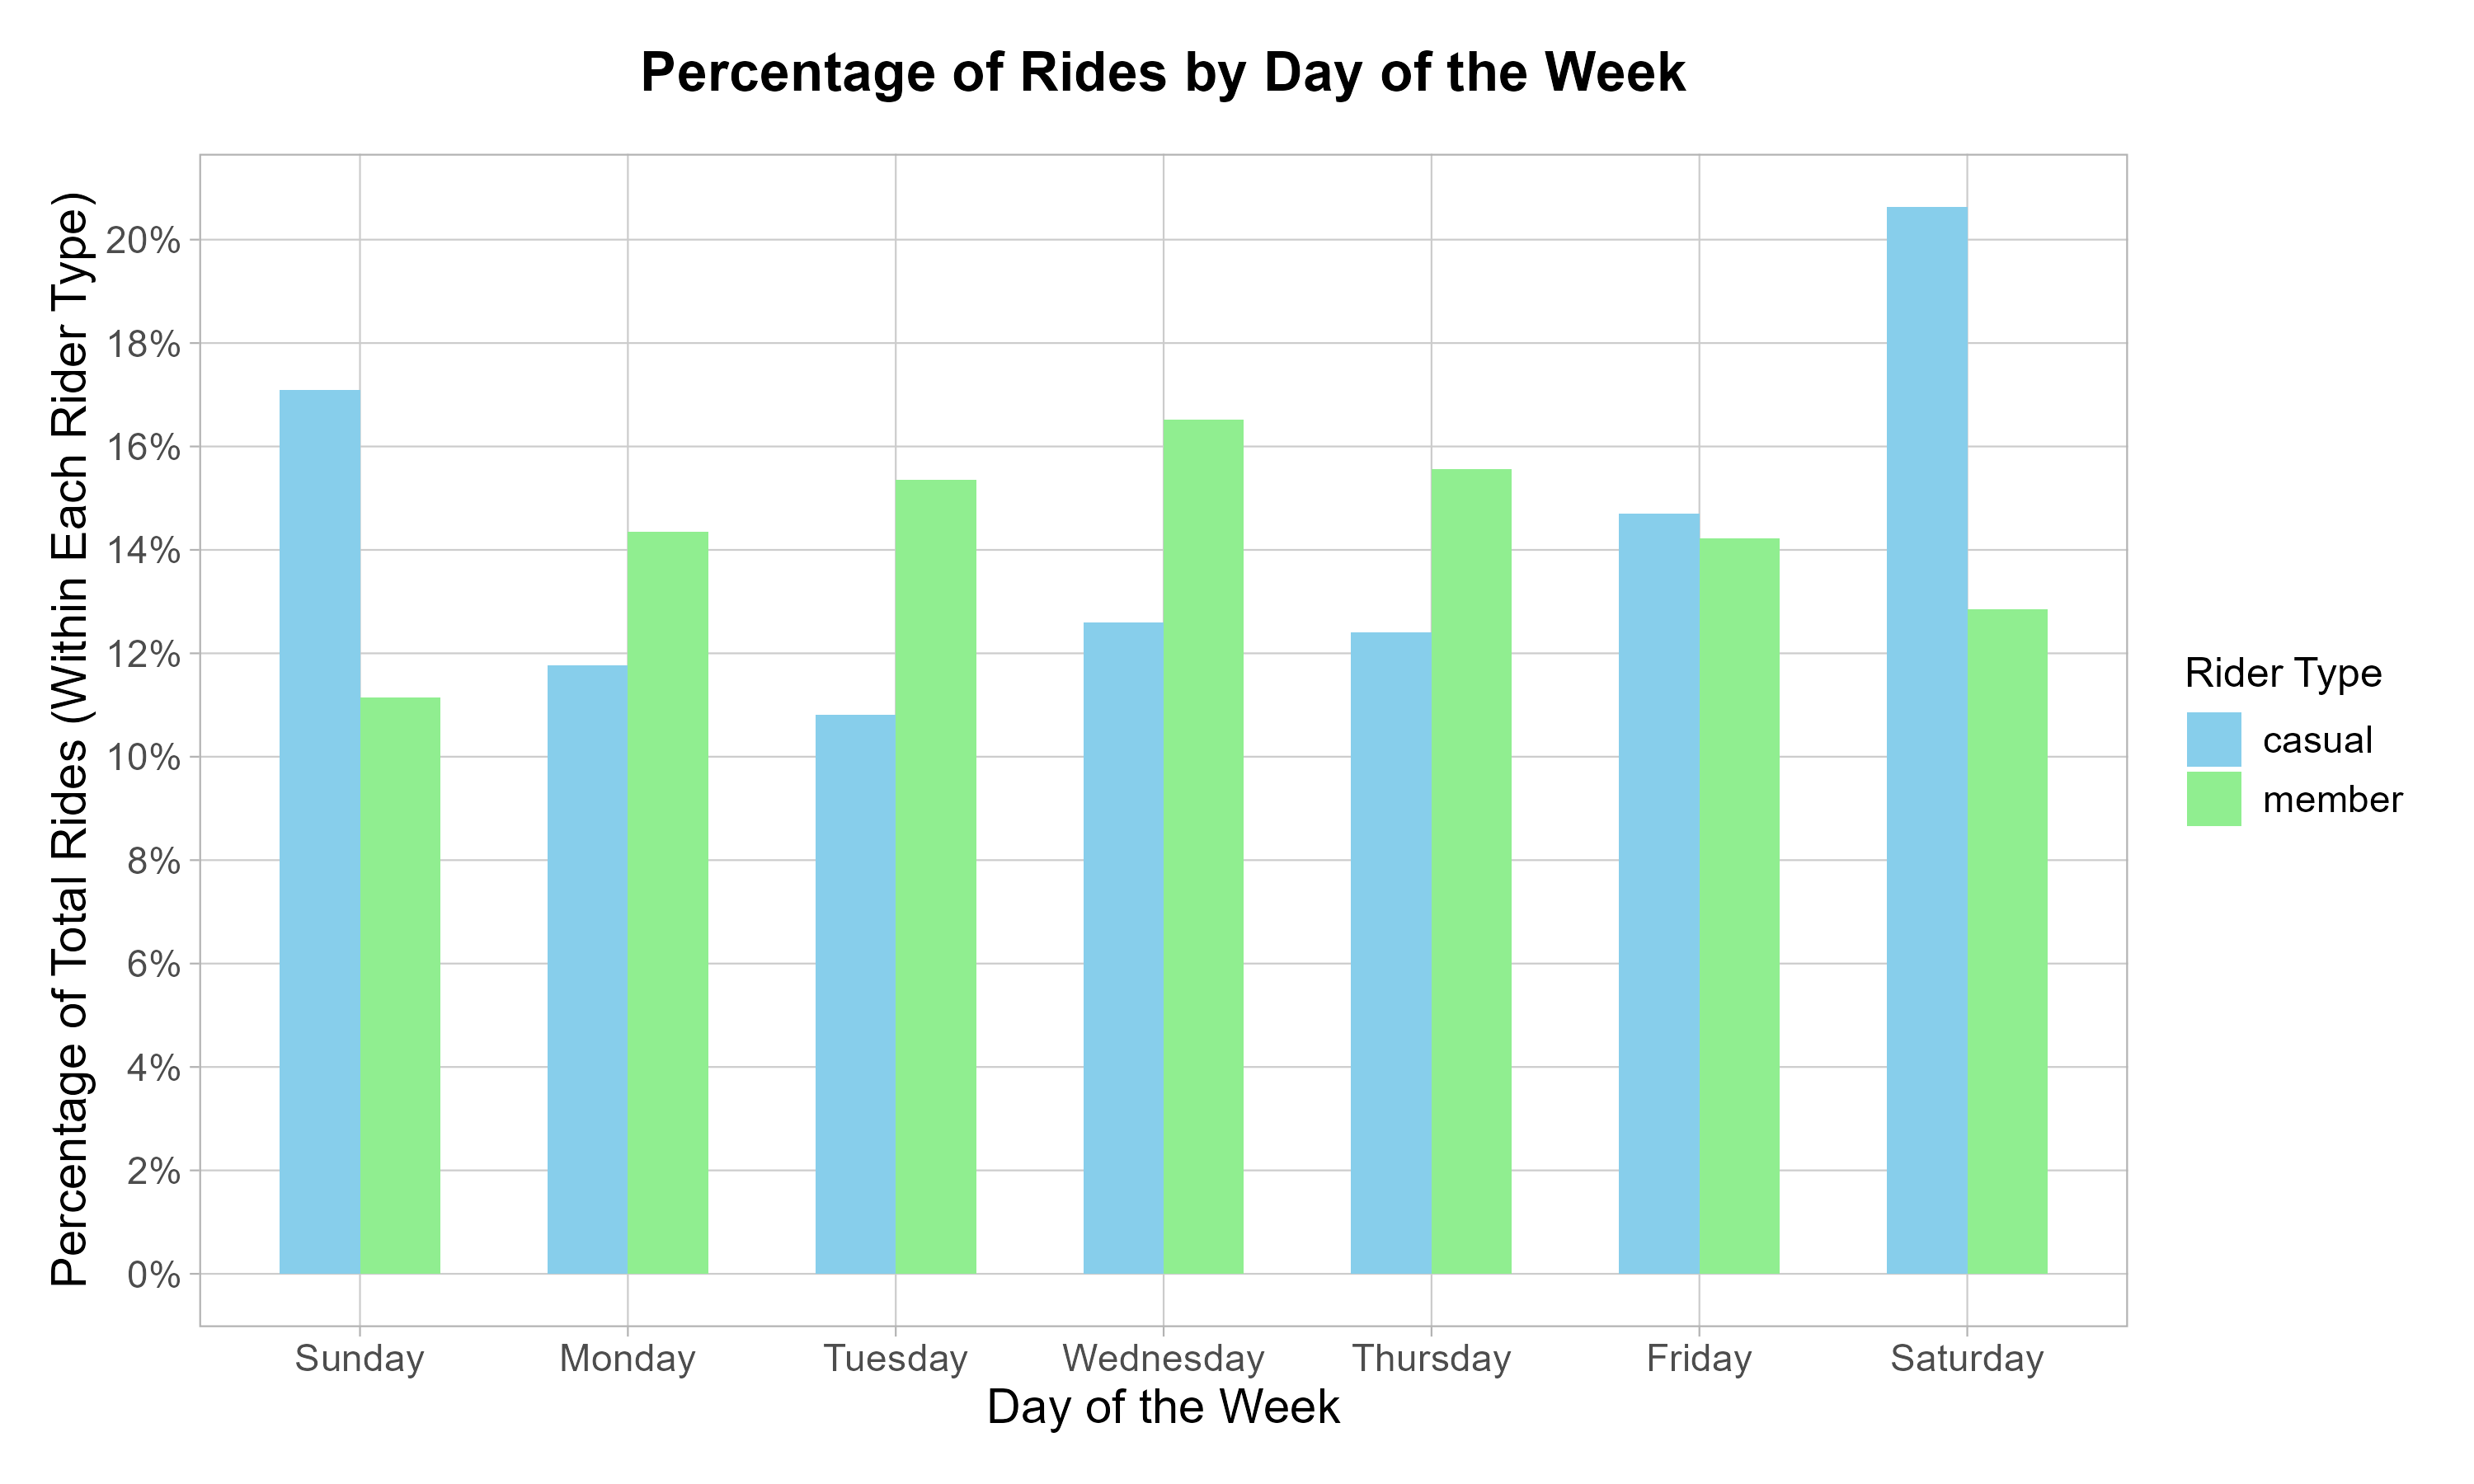 Percentage of Rides by Day of the Week
Percentage of Total Rides (Within Each Rider Type)
20%
18%
16%
14%
12%
10%
8%
6%
4%
2%
0%
Sunday
Monday
Tuesday
Wednesday
Thursday
Friday
Saturday
Day of the Week
Rider Type
casual
member